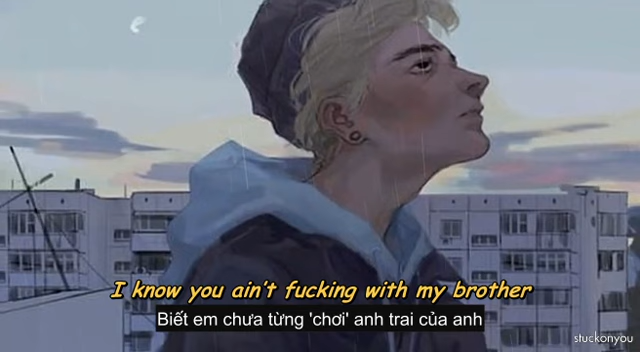 I know you ain't fucking with my brother
Biết em chưa từng 'chơi' anh trai của anh
stuckonyou